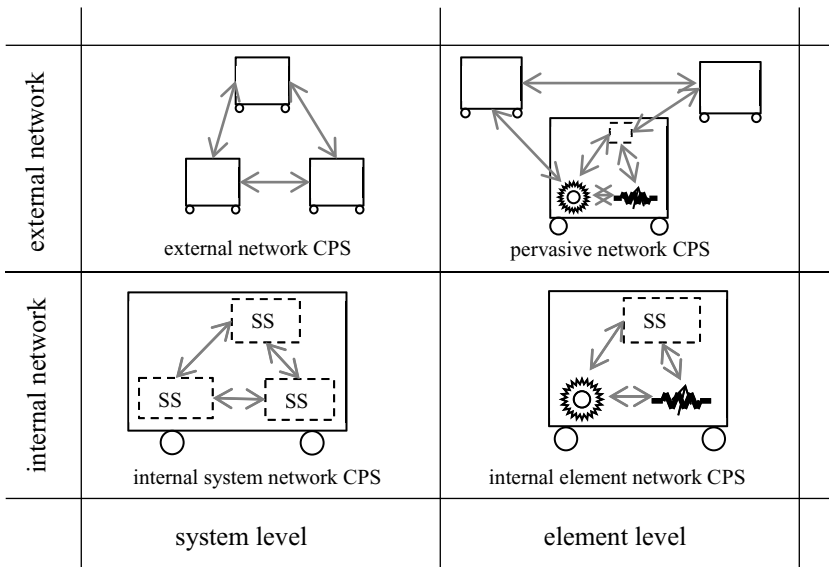 external network
external network CPS
pervasive network CPS
internal network
SS
SS
SS
internal system network CPS
SS
internal element network CPS
system level
element level